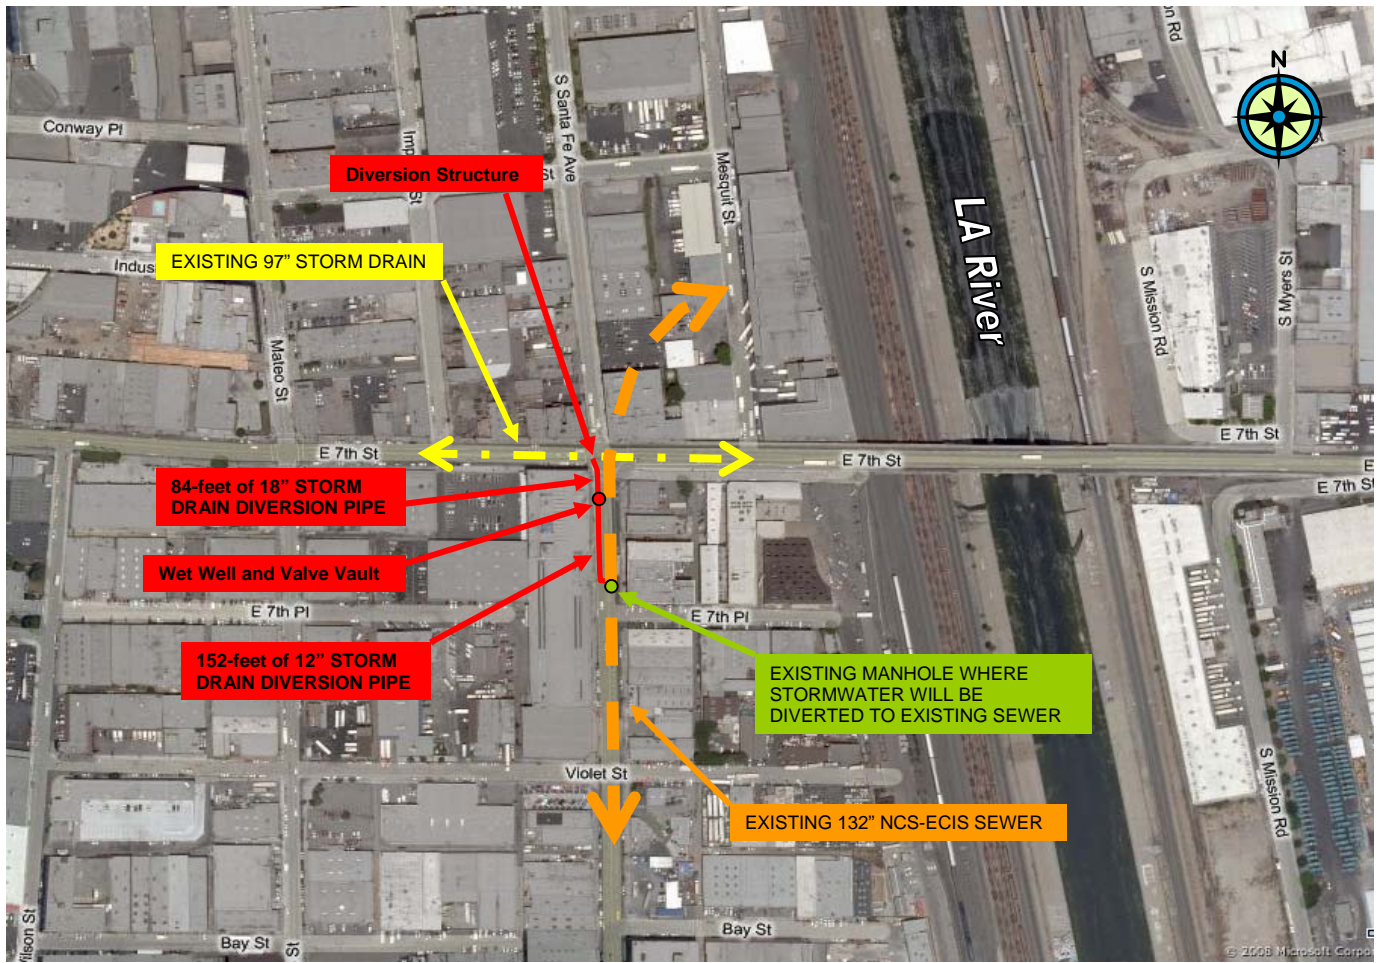 N
Conway Pl
S Santa Fe Ave
Mesquit St
Diversion Structure
St
LA River
EXISTING 97” STORM DRAIN
S Mission Rd
S Myers St
Mateo St
E 7th St
E 7th St
E 7th St
E 7th St
84-feet of 18” STORM
DRAIN DIVERSION PIPE
Wet Well and Valve Vault
E 7th Pl
E 7th Pl
152-feet of 12” STORM
DRAIN DIVERSION PIPE
EXISTING MANHOLE WHERE
STORMWATER WILL BE
DIVERTED TO EXISTING SEWER
Violet St
S Mission Rd
EXISTING 132” NCS-ECIS SEWER
Bay St
St
Bay St
© 2008 Microsoft Corpor